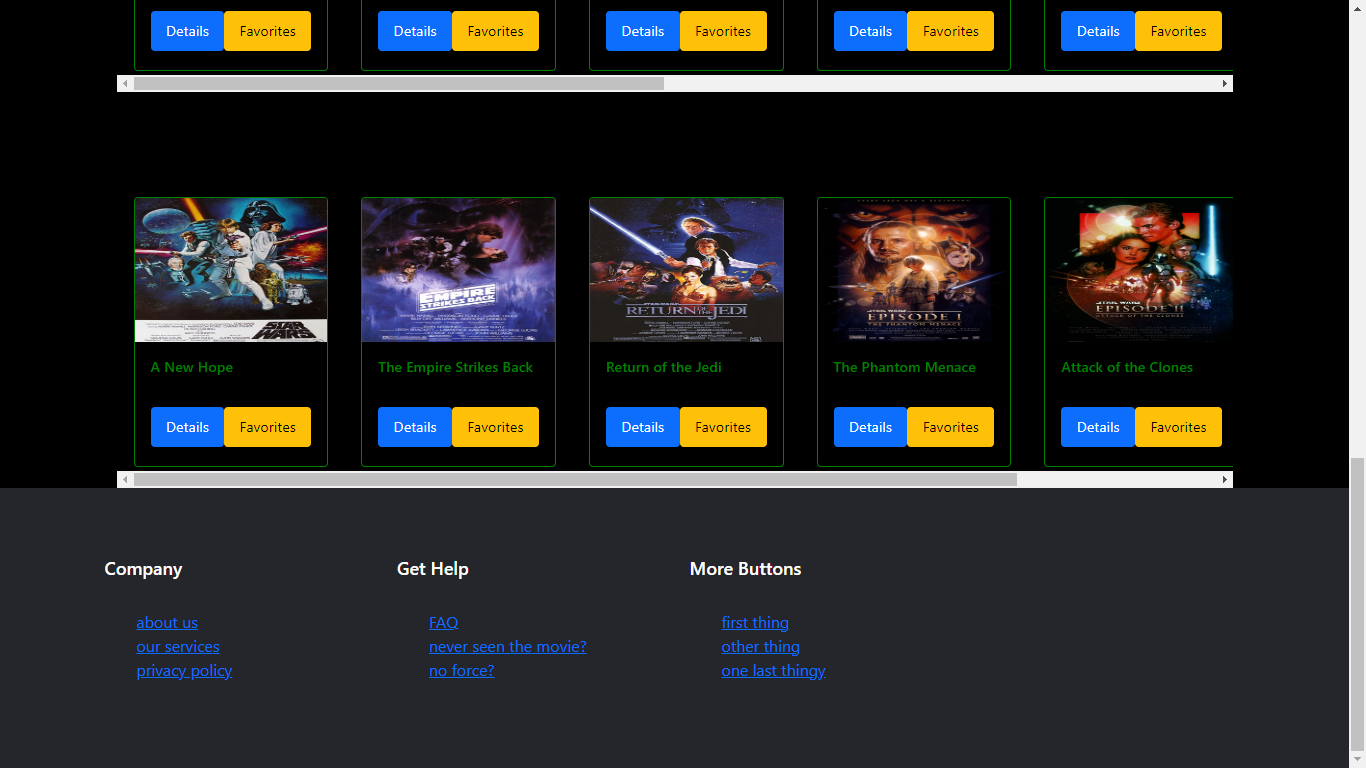 Details Favorites Details Favorites Details Favorites Details Favorites Details Favorites
STAR WARS
EMPIRE STRIKES BACK
RETURN OF THE JEDI
STAR WARS
EPISODE I
THE PHANTOM MENACE
STAR WARS
EPISODE II
ATTACK OF THE CLONES
A New Hope The Empire Strikes Back Return of the Jedi The Phantom Menace Attack of the Clones
Details Favorites Details Favorites Details Favorites Details Favorites Details Favorites
Company Get Help More Buttons
about us FAQ first thing
our services never seen the movie? other thing
privacy policy no force? one last thingy